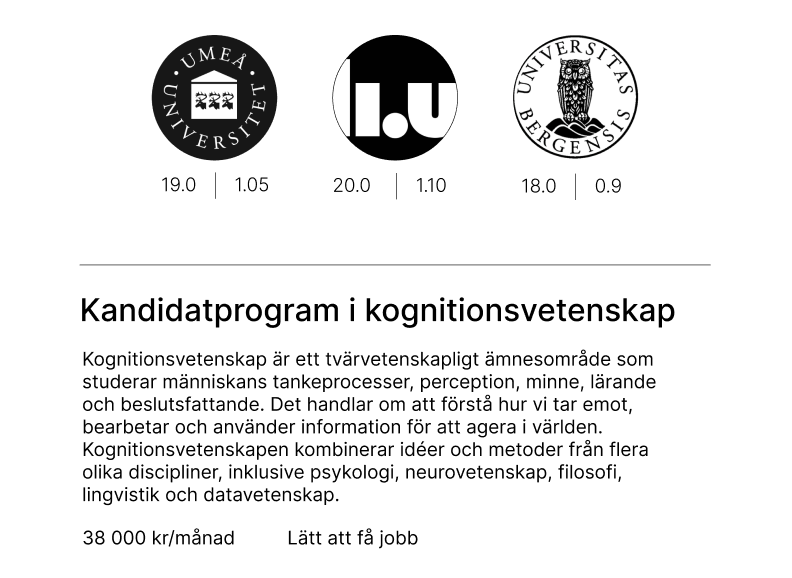 UMEÅ
UNIVERSITET
li.u
UNIVERSITAS
BERGENSIS
19.0 | 1.05
20.0 | 1.10
18.0 | 0.9
Kandidatprogram i kognitionsvetenskap
Kognitionsvetenskap är ett tvärvetenskapligt ämnesområde som
studerar människans tankeprocesser, perception, minne, lärande
och beslutsfattande. Det handlar om att förstå hur vi tar emot,
bearbetar och använder information för att agera i världen.
Kognitionsvetenskapen kombinerar idéer och metoder från flera
olika discipliner, inklusive psykologi, neurovetenskap, filosofi,
lingvistik och datavetenskap.
38 000 kr/månad Lätt att få jobb